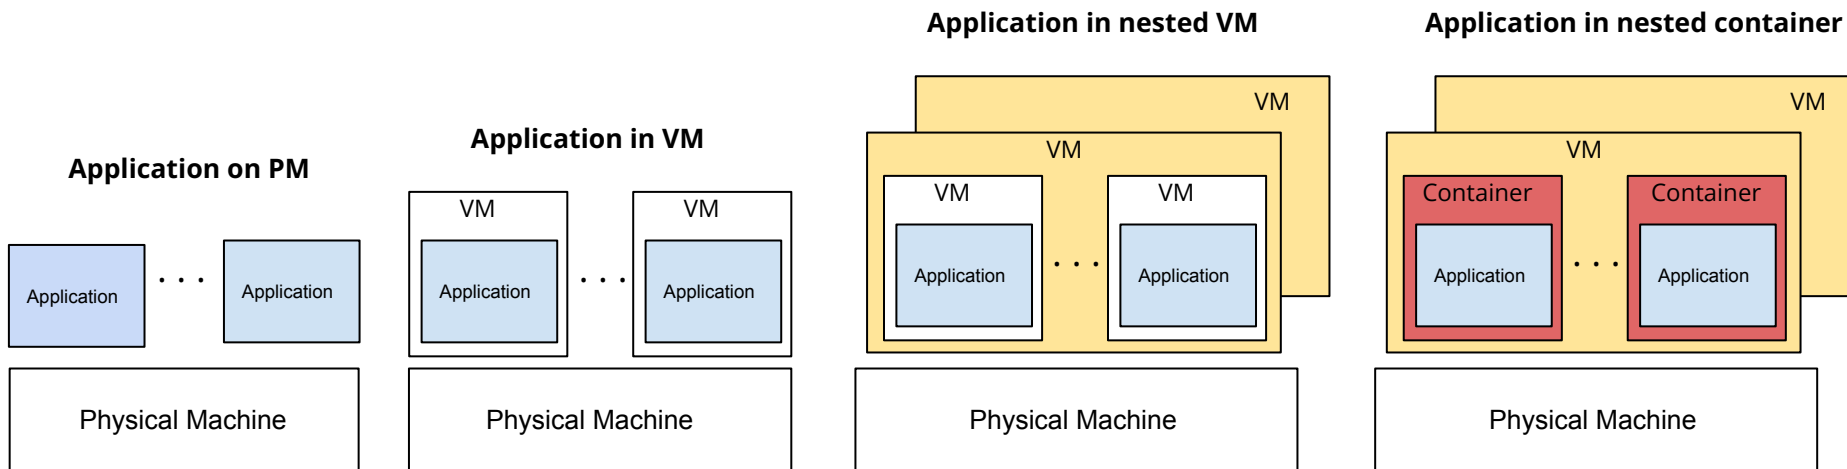 Application on PM
Application
. . .
Application
Physical Machine
Application in VM
VM
Application
. . .
VM
Application
Physical Machine
Application in nested VM
VM
VM
VM
Application
. . .
VM
Application
Physical Machine
Application in nested container
VM
VM
Container
Application
. . .
Container
Application
Physical Machine